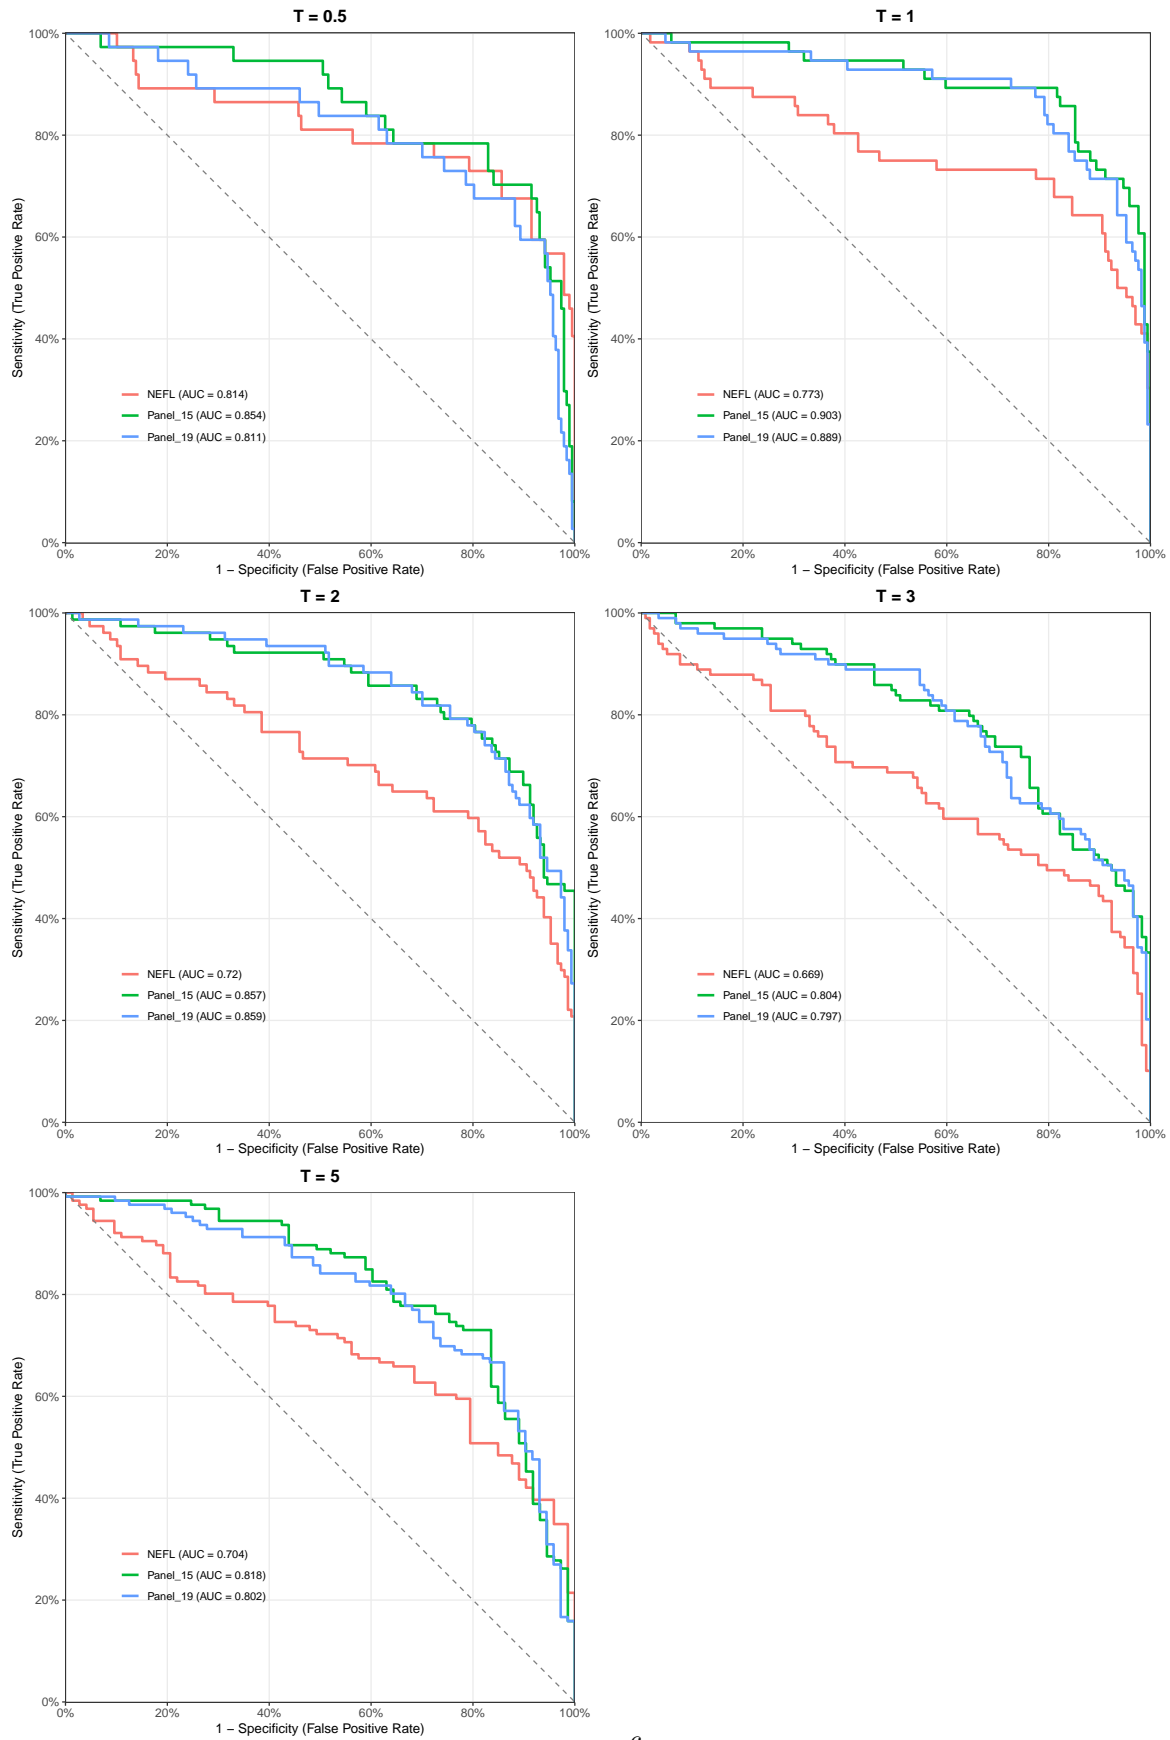 T = 0.5
Sensitivity (True Positive Rate)
100%
80%
60%
40%
20%
0%
NEFL (AUC = 0.814)
Panel_15 (AUC = 0.854)
Panel_19 (AUC = 0.811)
0%
20%
40%
60%
80%
100%
1 − Specificity (False Positive Rate)
T = 1
Sensitivity (True Positive Rate)
100%
80%
60%
40%
20%
0%
NEFL (AUC = 0.773)
Panel_15 (AUC = 0.903)
Panel_19 (AUC = 0.889)
0%
20%
40%
60%
80%
100%
1 − Specificity (False Positive Rate)
T = 2
Sensitivity (True Positive Rate)
100%
80%
60%
40%
20%
0%
NEFL (AUC = 0.72)
Panel_15 (AUC = 0.857)
Panel_19 (AUC = 0.859)
0%
20%
40%
60%
80%
100%
1 − Specificity (False Positive Rate)
T = 3
Sensitivity (True Positive Rate)
100%
80%
60%
40%
20%
0%
NEFL (AUC = 0.669)
Panel_15 (AUC = 0.804)
Panel_19 (AUC = 0.797)
0%
20%
40%
60%
80%
100%
1 − Specificity (False Positive Rate)
T = 5
Sensitivity (True Positive Rate)
100%
80%
60%
40%
20%
0%
NEFL (AUC = 0.704)
Panel_15 (AUC = 0.818)
Panel_19 (AUC = 0.802)
0%
20%
40%
60%
80%
100%
1 − Specificity (False Positive Rate)